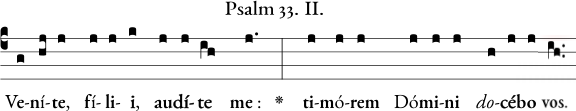 Psalm 33. II.
Ve-ní-te, fí-li-i, audí-te me : * ti-mó-rem Dómi-ni do-cébo vos.